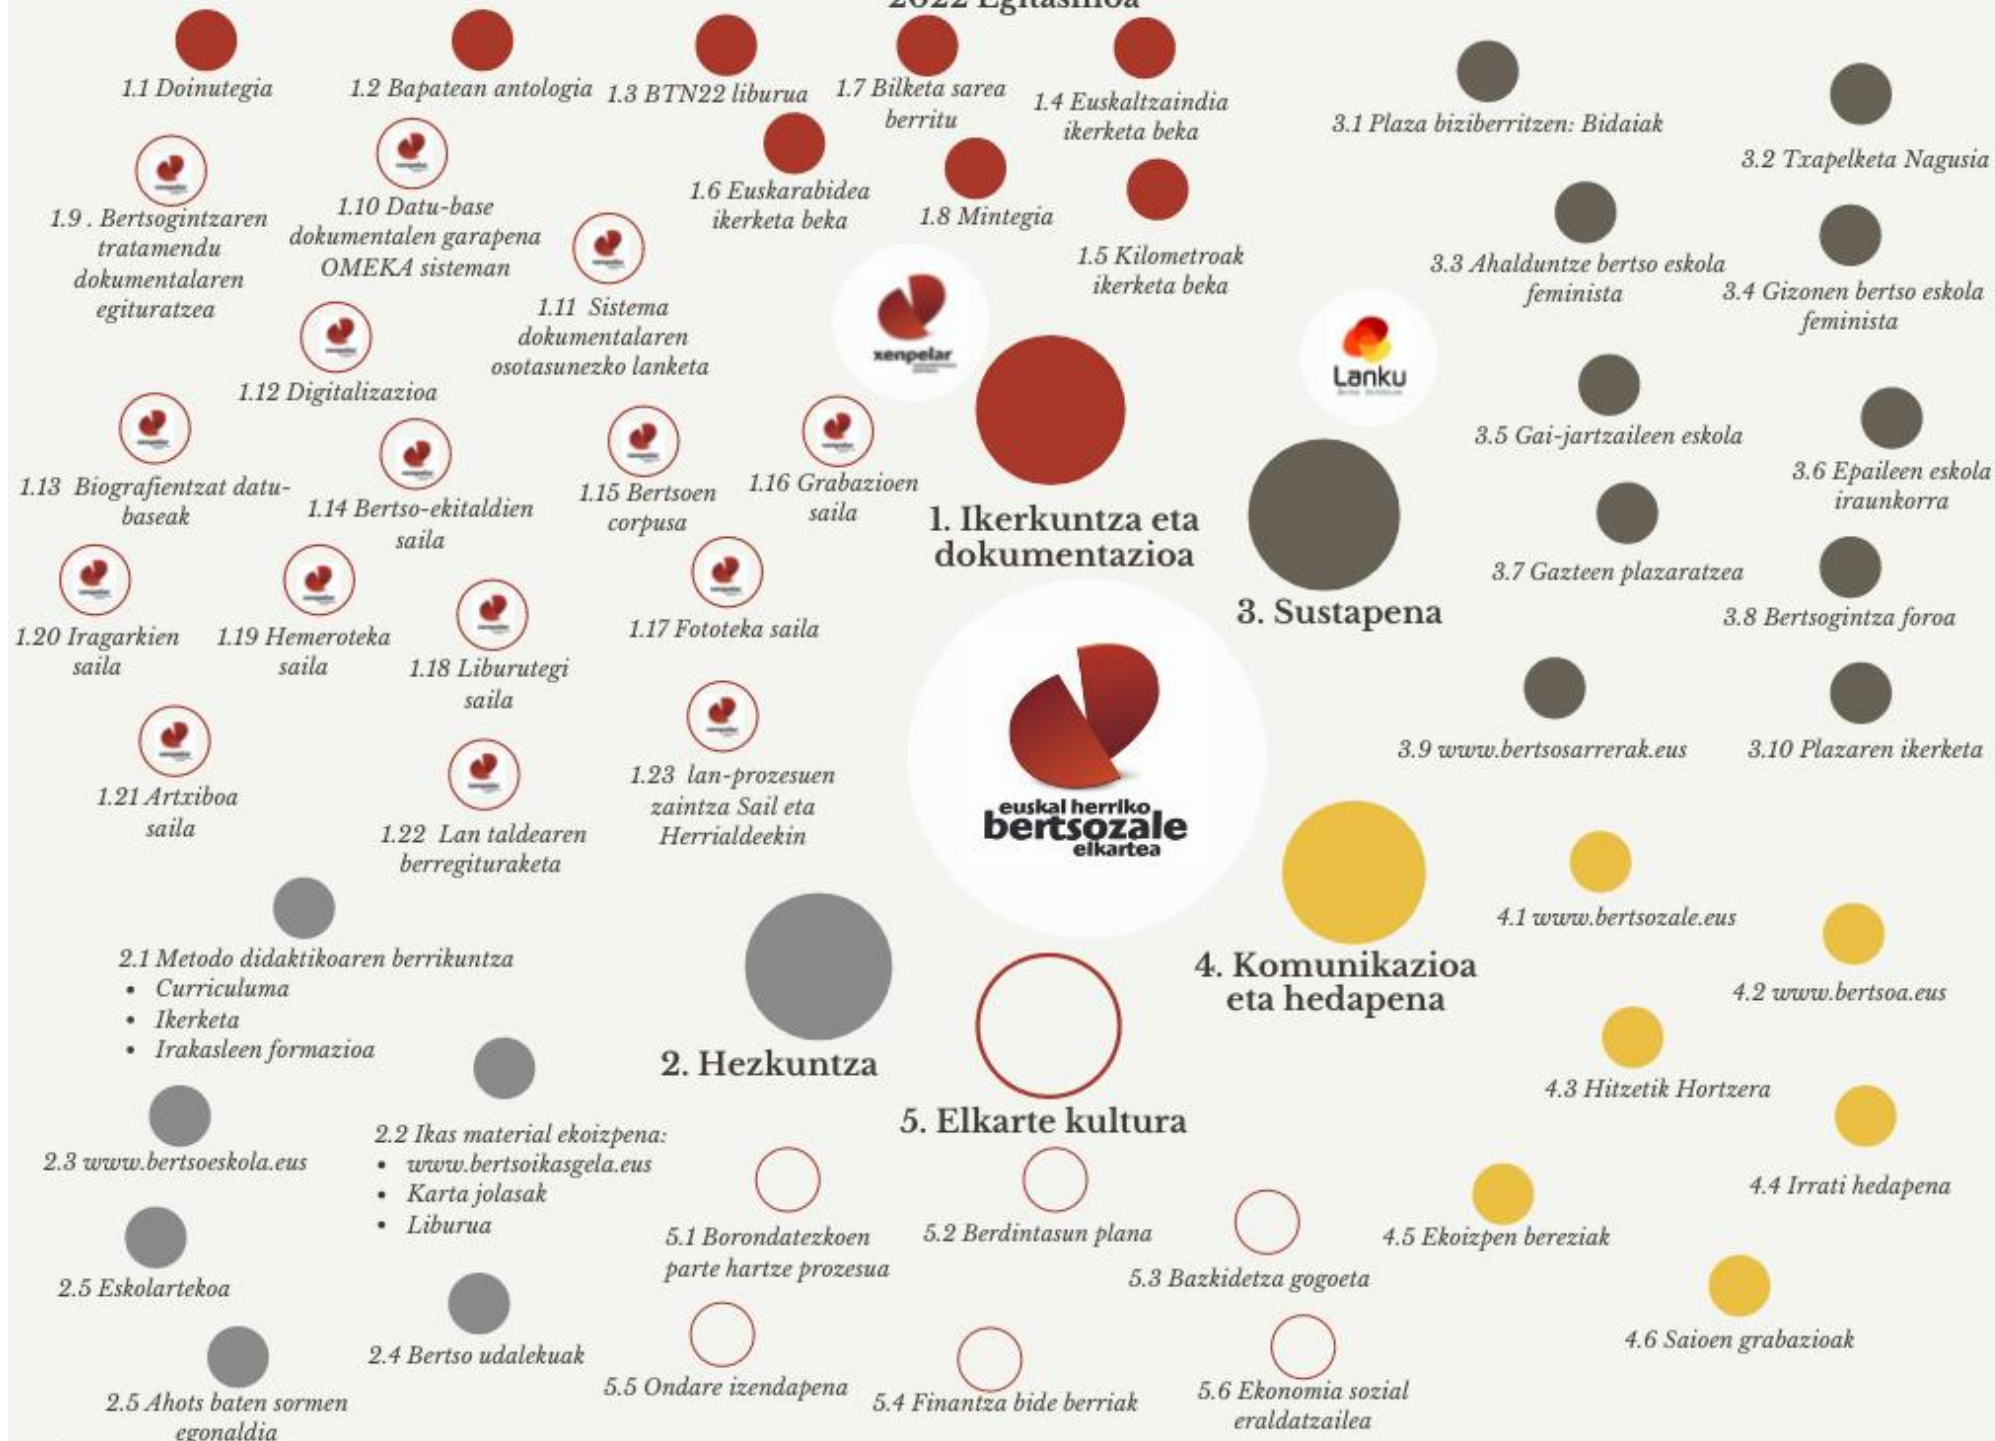 2022 Egitasmoa
1.1 Doinutegia
1.2 Bapatean antologia
1.3 BTN22 liburua
1.7 Bilketa sarea
berritu
1.4 Euskaltzaindia
ikerketa beka
1.6 Euskarabidea
ikerketa beka
1.8 Mintegia
1.5 Kilometroak
ikerketa beka
1.9 . Bertsogintzaren
tratamendu
dokumentalaren
egituratzea
1.10 Datu-base
dokumentalen garapena
OMEKA sisteman
1.11 Sistema
dokumentalaren
osotasunezko lanketa
1.12 Digitalizazioa
1.13 Biografientzat datu-
baseak
1.14 Bertso-ekitaldien
saila
1.15 Bertsoen
corpusa
1.16 Grabazioen
saila
xenpelar
1. Ikerkuntza eta
dokumentazioa
1.20 Iragarkien
saila
1.19 Hemeroteka
saila
1.18 Liburutegi
saila
1.17 Fototeka saila
1.21 Artxiboa
saila
1.22 Lan taldearen
berregituraketa
1.23 lan-prozesuen
zaintza Sail eta
Herrialdeekin
3.1 Plaza biziberritzen: Bidaiak
3.2 Txapelketa Nagusia
3.3 Ahalduntze bertso eskola
feminista
3.4 Gizonen bertso eskola
feminista
Lanku
3.5 Gai-jartzaileen eskola
3.6 Epaileen eskola
iraunkorra
3.7 Gazteen plazaratzea
3.8 Bertsogintza foroa
3. Sustapena
3.9 www.bertsosarrerak.eus
3.10 Plazaren ikerketa
euskal herriko
bertsozale
elkartea
2.1 Metodo didaktikoaren berrikuntza
• Curriculuma
• Ikerketa
• Irakasleen formazioa
2. Hezkuntza
2.2 Ikas material ekoizpena:
• www.bertsoikasgela.eus
• Karta jolasak
• Liburua
2.3 www.bertsoeskola.eus
2.5 Eskolartekoa
2.4 Bertso udalekuak
2.5 Ahots baten sormen
egonaldia
4. Komunikazioa
eta hedapena
4.1 www.bertsozale.eus
4.2 www.bertsoa.eus
4.3 Hitzetik Hortzera
4.4 Irrati hedapena
4.5 Ekoizpen bereziak
4.6 Saioen grabazioak
5. Elkarte kultura
5.1 Borondatezkoen
parte hartze prozesua
5.2 Berdintasun plana
5.3 Bazkidetza gogoeta
5.5 Ondare izendapena
5.4 Finantza bide berriak
5.6 Ekonomia sozial
eraldatzailea